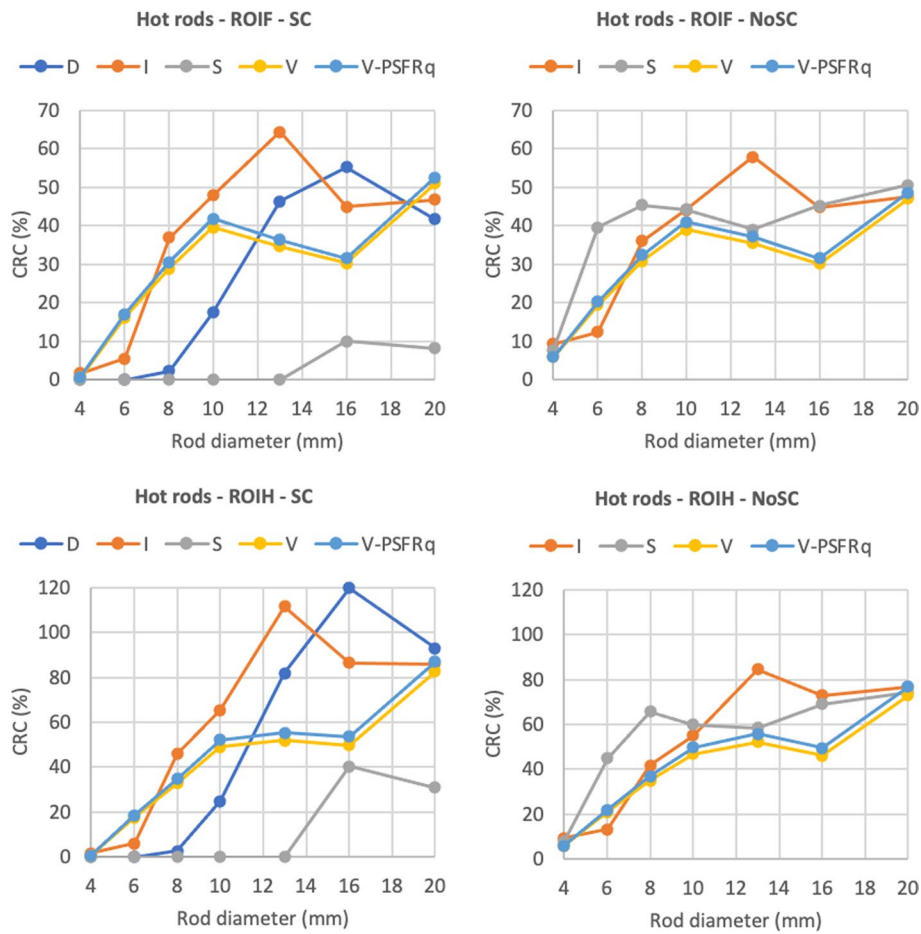 Hot rods - ROIF - SC
D I S V V-PSFRq
70
60
50
40
30
20
10
0
CRC (%)
4 6 8 10 12 14 16 18 20
Rod diameter (mm)
Hot rods - ROIF - NoSC
I S V V-PSFRq
70
60
50
40
30
20
10
0
CRC (%)
4 6 8 10 12 14 16 18 20
Rod diameter (mm)
Hot rods - ROIH - SC
D I S V V-PSFRq
120
100
80
60
40
20
0
CRC (%)
4 6 8 10 12 14 16 18 20
Rod diameter (mm)
Hot rods - ROIH - NoSC
I S V V-PSFRq
120
100
80
60
40
20
0
CRC (%)
4 6 8 10 12 14 16 18 20
Rod diameter (mm)